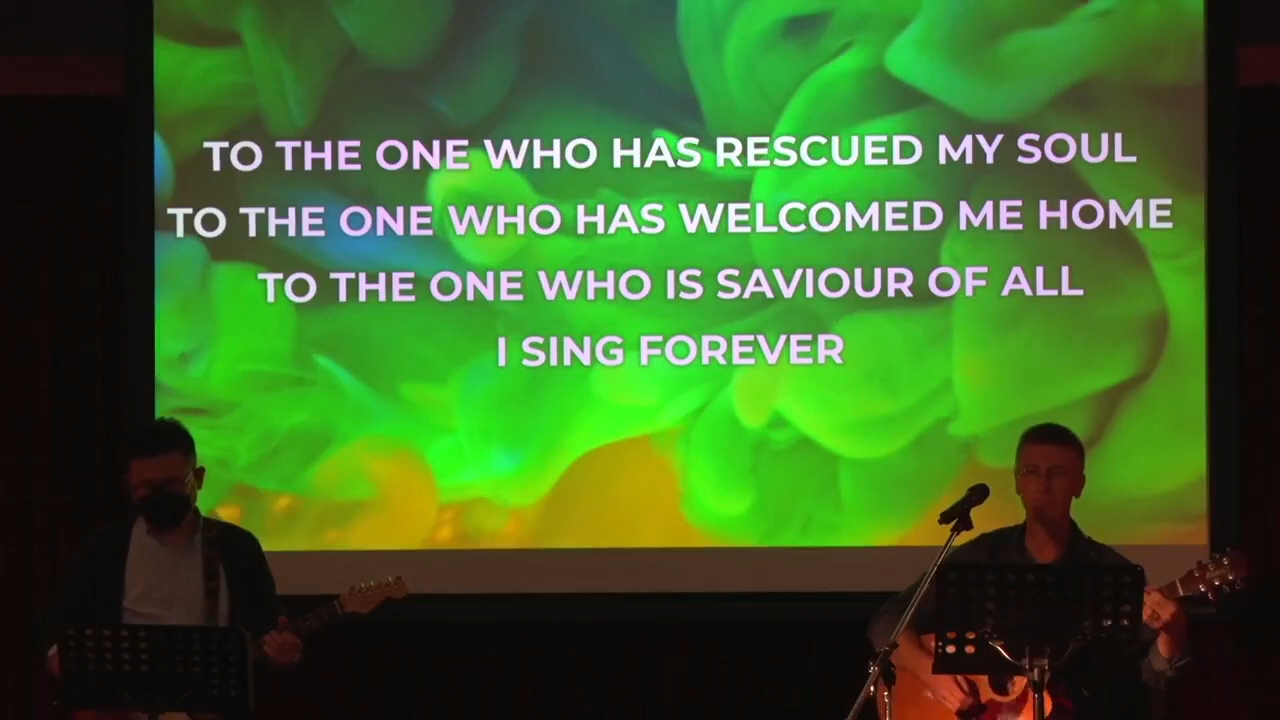 TO THE ONE WHO HAS RESCUED MY SOUL
TO THE ONE WHO HAS WELCOMED ME HOME
TO THE ONE WHO IS SAVIOUR OF ALL
I SING FOREVER